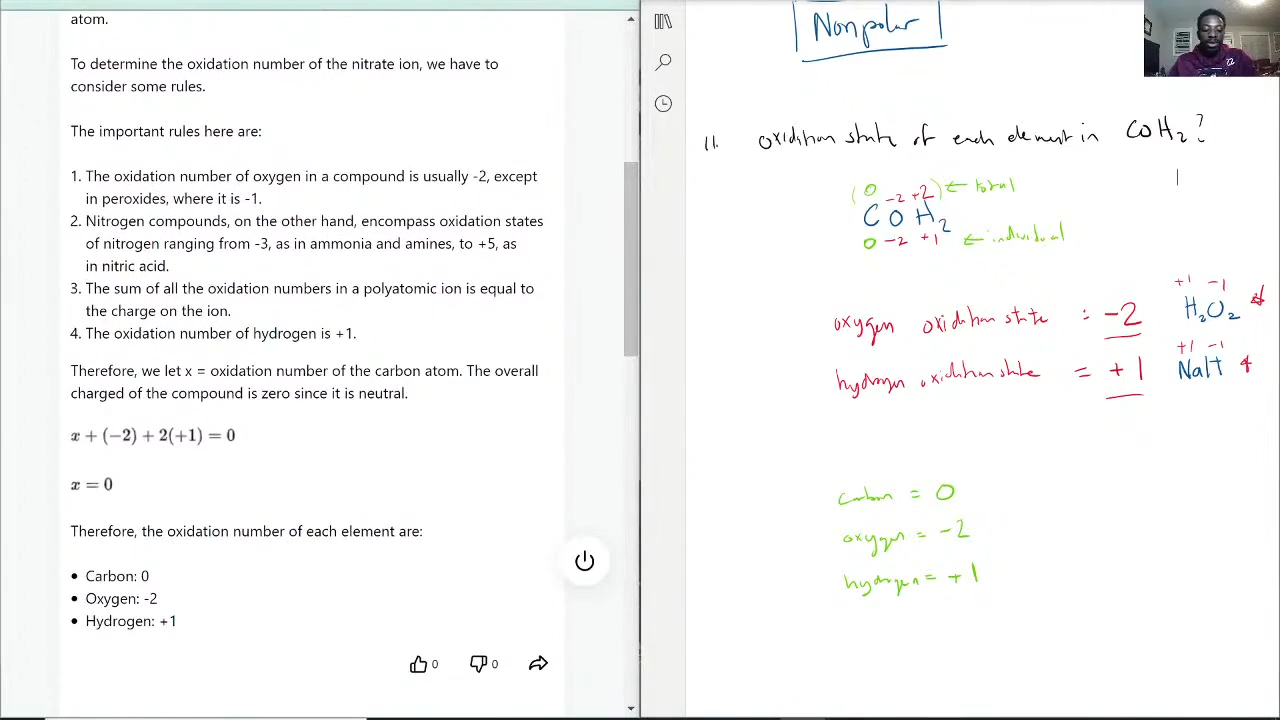 atom.
To determine the oxidation number of the nitrate ion, we have to
consider some rules.
The important rules here are:
1. The oxidation number of oxygen in a compound is usually -2, except
in peroxides, where it is -1.
2. Nitrogen compounds, on the other hand, encompass oxidation states
of nitrogen ranging from -3, as in ammonia and amines, to +5, as
in nitric acid.
3. The sum of all the oxidation numbers in a polyatomic ion is equal to
the charge on the ion.
4. The oxidation number of hydrogen is +1.
Therefore, we let x = oxidation number of the carbon atom. The overall
charged of the compound is zero since it is neutral.
x + (−2) + 2(+1) = 0
x = 0
Therefore, the oxidation number of each element are:
• Carbon: 0
• Oxygen: -2
• Hydrogen: +1
0 0
Nonpolar
11. oxidition state of each element in COH2?
(0 -2 +2) ← total
C O H2
0 -2 +1 ← individual
+1 -1
oxygen oxidition state : -2 H2O2 *
+1 -1
hydrogen oxidition state = +1 NaH *
carbon = 0
oxygen = -2
hydrogen = +1